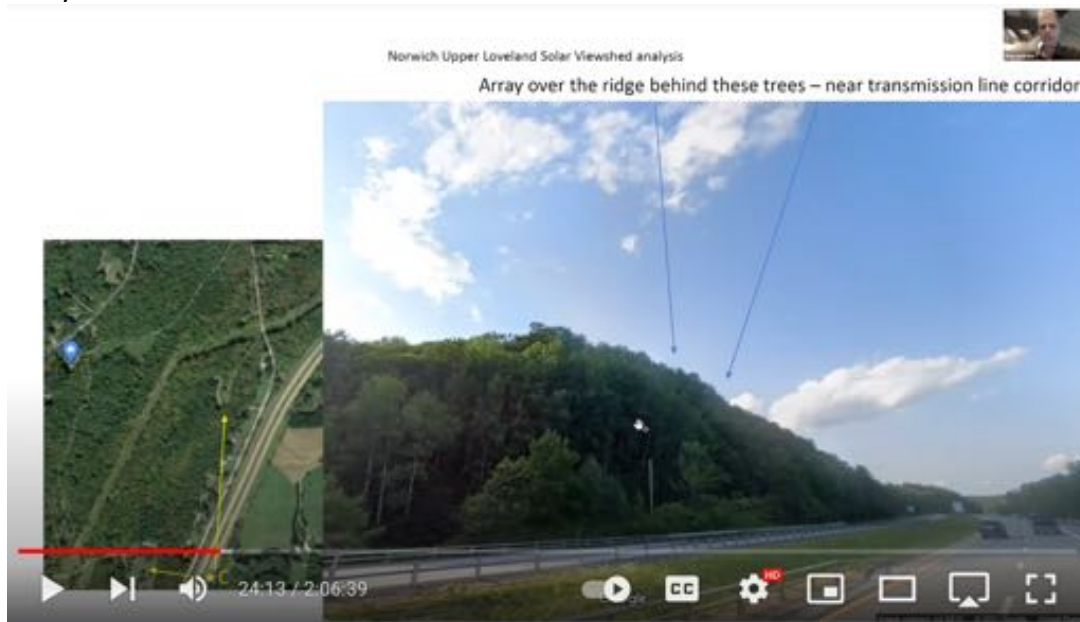 Norwich Upper Loveland Solar Viewshed analysis
Array over the ridge behind these trees – near transmission line corridor
C
24:13 / 2:06:39
CC
HD